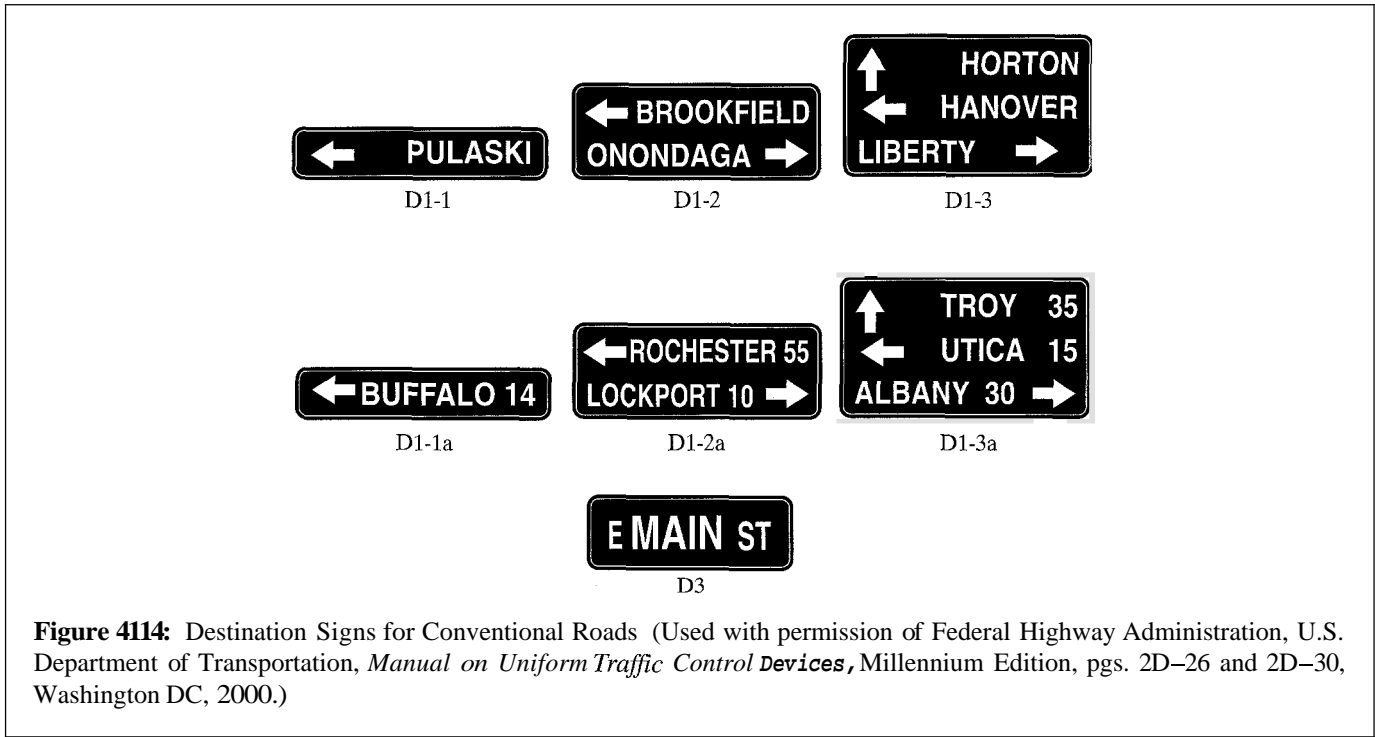 HORTON
BROOKFIELD
HANOVER
PULASKI
ONONDAGA
LIBERTY
D1-1
D1-2
D1-3
TROY 35
ROCHESTER 55
UTICA 15
BUFFALO 14
LOCKPORT 10
ALBANY 30
D1-1a
D1-2a
D1-3a
E MAIN ST
D3
Figure 4114: Destination Signs for Conventional Roads (Used with permission of Federal Highway Administration, U.S.
Department of Transportation, Manual on Uniform Traffic Control Devices, Millennium Edition, pgs. 2D–26 and 2D–30,
Washington DC, 2000.)